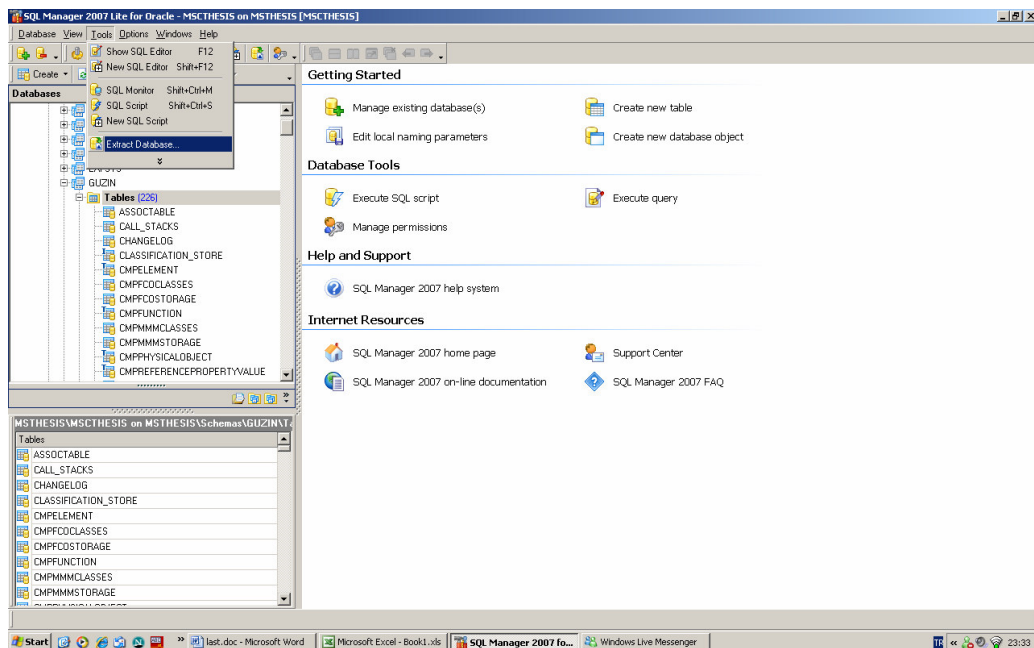 SQL Manager 2007 Lite for Oracle - MSCTHESIS on MSTHESIS [MSCTHESIS]
Database View Tools Options Windows Help
Show SQL Editor F12
New SQL Editor Shift+F12
SQL Monitor Shift+Ctrl+M
SQL Script Shift+Ctrl+S
New SQL Script
Extract Database...
Create
Databases
GUZIN
Tables (226)
ASSOCTABLE
CALL_STACKS
CHANGELOG
CLASSIFICATION_STORE
CMPELEMENT
CMPFCOCLASSES
CMPFCOSTORAGE
CMPFUNCTION
CMPMMMCLASSES
CMPMMMSTORAGE
CMPPHYSICALOBJECT
CMPREFERENCEPROPERTYVALUE
MSTHESIS\MSCTHESIS on MSTHESIS\Schemas\GUZIN\Ta
Tables
ASSOCTABLE
CALL_STACKS
CHANGELOG
CLASSIFICATION_STORE
CMPELEMENT
CMPFCOCLASSES
CMPFCOSTORAGE
CMPFUNCTION
CMPMMMCLASSES
CMPMMMSTORAGE
Getting Started
Manage existing database(s)
Create new table
Edit local naming parameters
Create new database object
Database Tools
Execute SQL script
Execute query
Manage permissions
Help and Support
SQL Manager 2007 help system
Internet Resources
SQL Manager 2007 home page
Support Center
SQL Manager 2007 on-line documentation
SQL Manager 2007 FAQ
Start
last.doc - Microsoft Word
Microsoft Excel - Book1.xls
SQL Manager 2007 fo...
Windows Live Messenger
TR
23:33